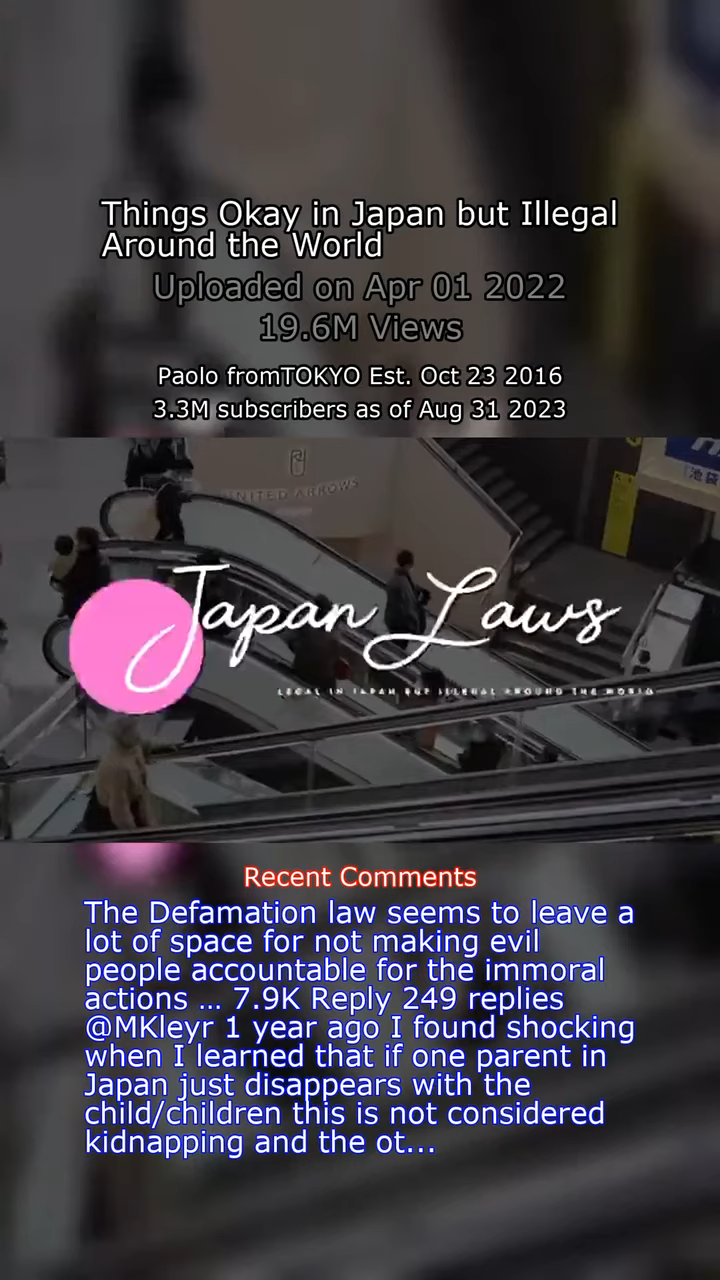 Things Okay in Japan but Illegal
Around the World
Uploaded on Apr 01 2022
19.6M Views
Paolo fromTOKYO Est. Oct 23 2016
3.3M subscribers as of Aug 31 2023
UNITED ARROWS
池袋
Japan Laws
LEGAL IN JAPAN BUT ILLEGAL AROUND THE WORLD
Recent Comments
The Defamation law seems to leave a
lot of space for not making evil
people accountable for the immoral
actions … 7.9K Reply 249 replies
@MKleyr 1 year ago I found shocking
when I learned that if one parent in
Japan just disappears with the
child/children this is not considered
kidnapping and the ot...